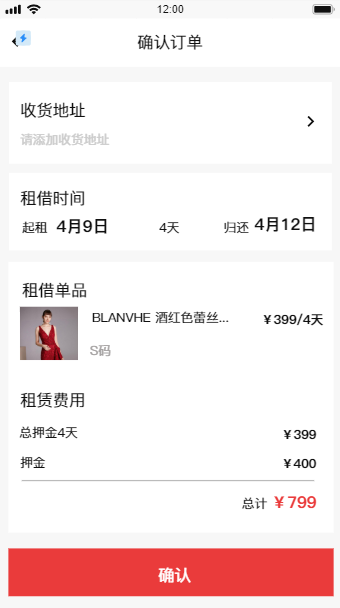 12:00
确认订单
收货地址
请添加收货地址
租借时间
起租 4月9日 4天 归还 4月12日
租借单品
BLANVHE 酒红色蕾丝... ￥399/4天
S码
租赁费用
总押金4天 ￥399
押金 ￥400
总计 ￥799
确认